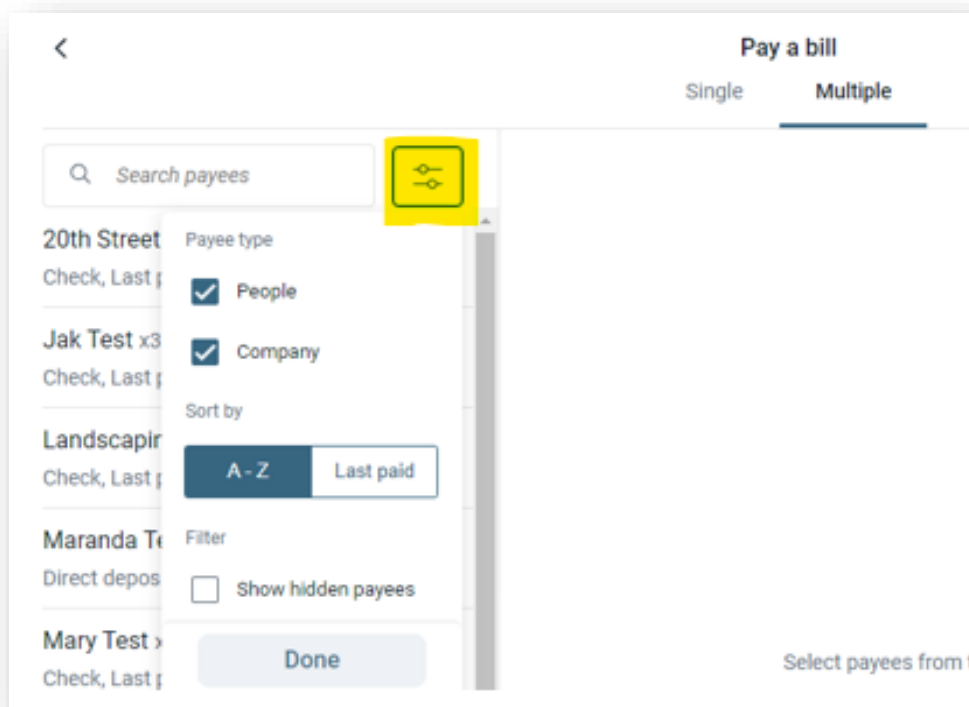 Pay a bill
Single Multiple
Search payees
20th Street
Check, Last
Payee type
People
Jak Test x3
Company
Check, Last
Sort by
A - Z Last paid
Check, Last
Maranda
Filter
Direct depos
Show hidden payees
Mary Test
Done
Check, Last
Select payees from